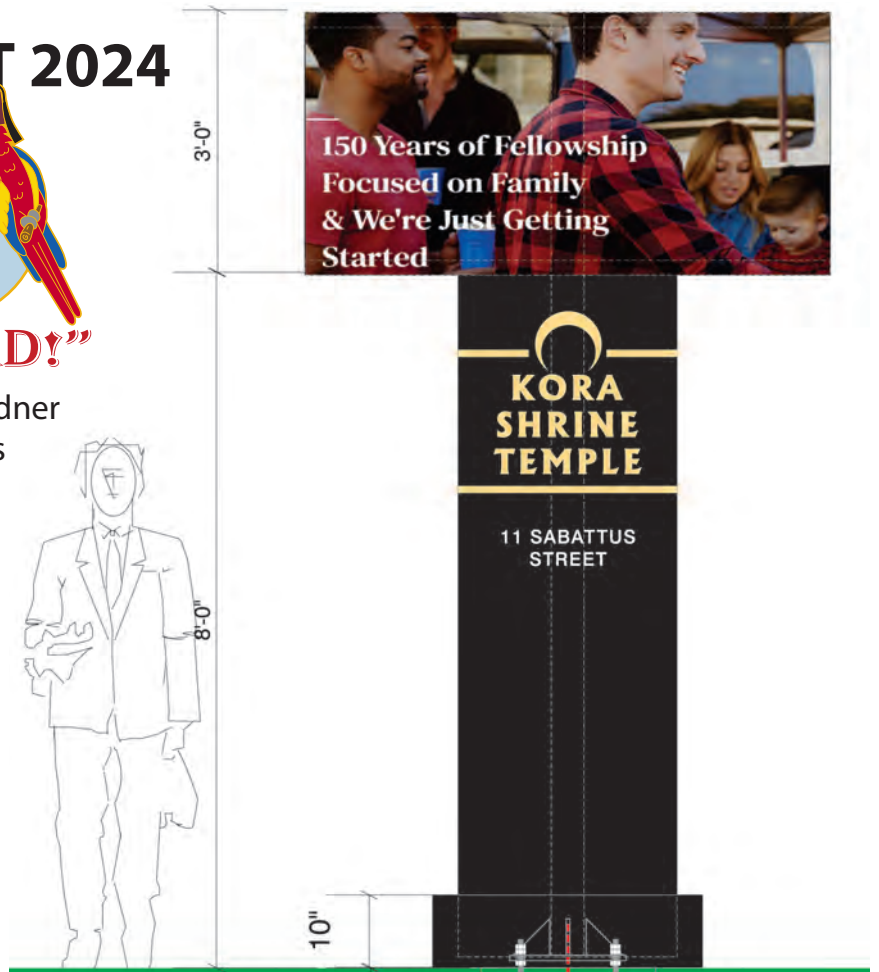 T 2024
D!”
dner
s
3'-0"
150 Years of Fellowship
Focused on Family
& We're Just Getting
Started
KORA
SHRINE
TEMPLE
11 SABATTUS
STREET
8'-0"
10"